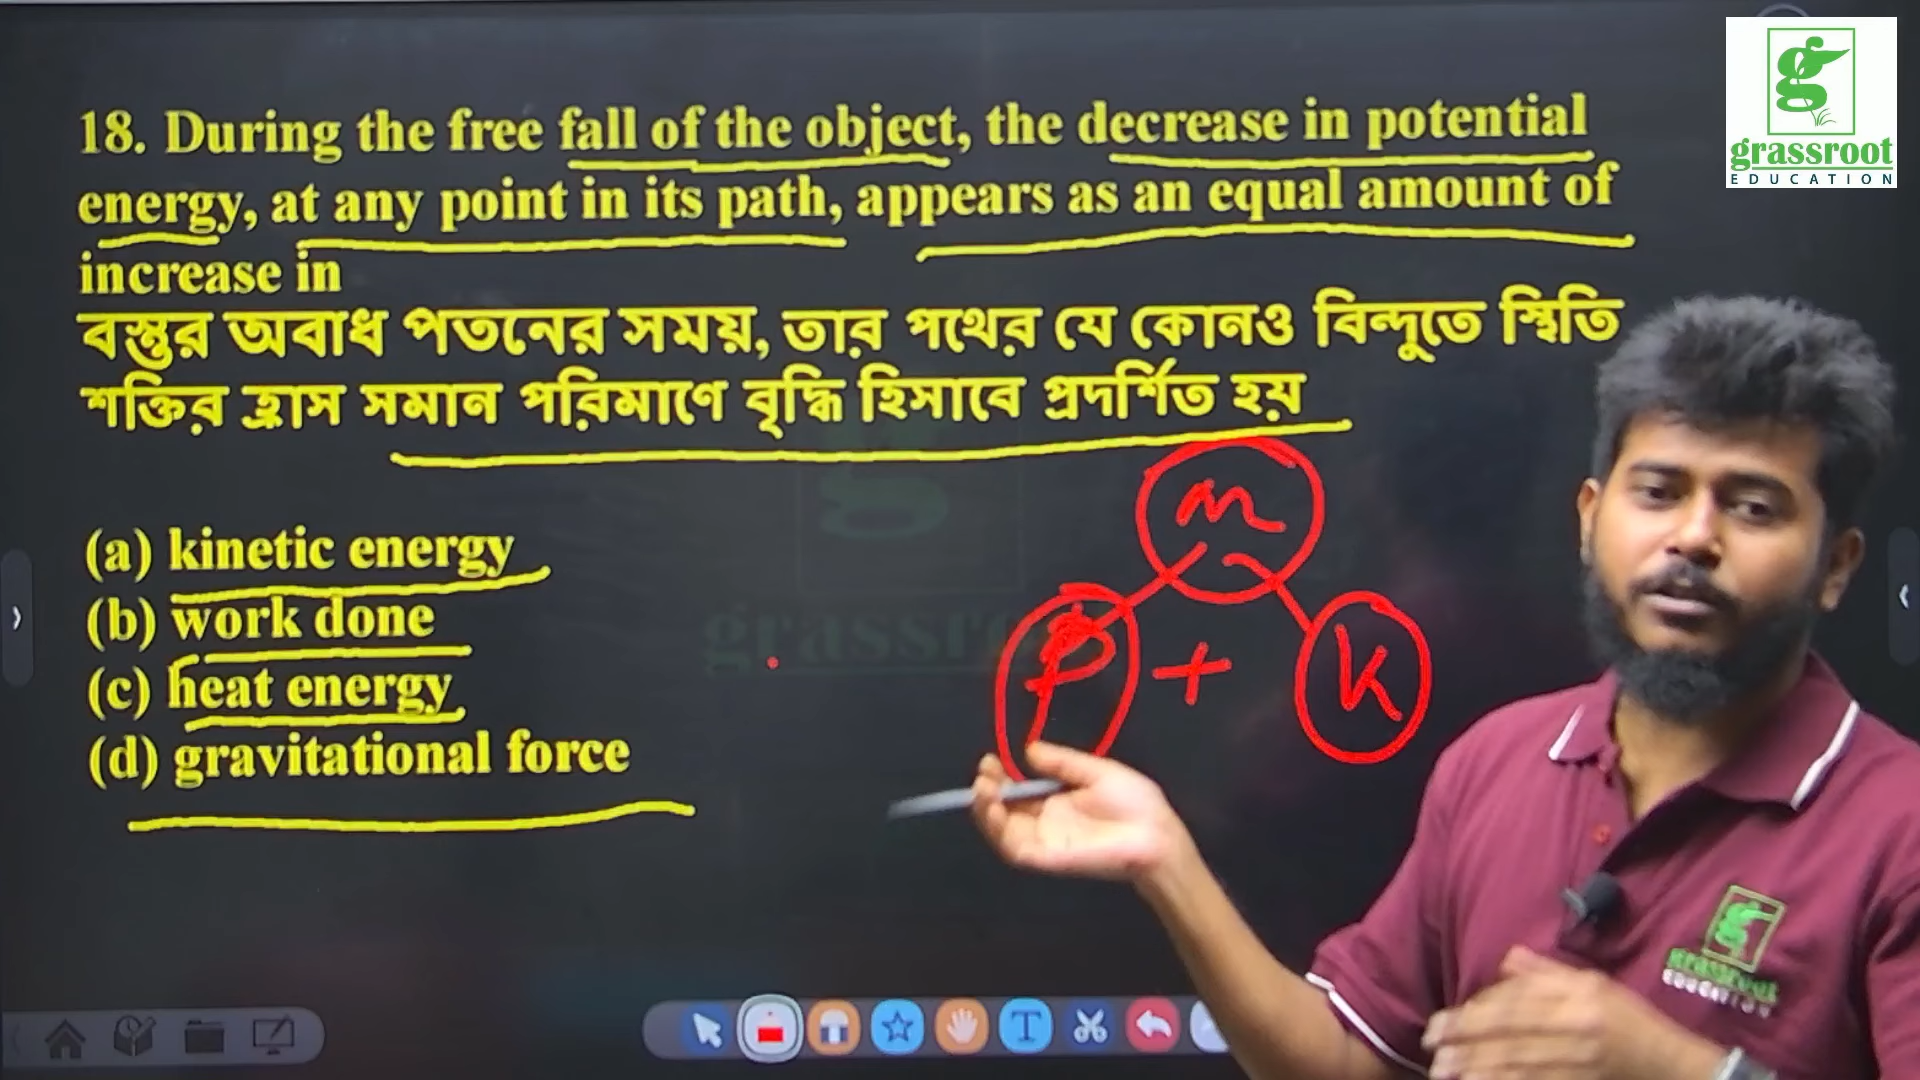 18. During the free fall of the object, the decrease in potential
energy, at any point in its path, appears as an equal amount of
increase in
বস্তুর অবাধ পতনের সময়, তার পথের যে কোনও বিন্দুতে স্থিতি
শক্তির হ্রাস সমান পরিমাণে বৃদ্ধি হিসাবে প্রদর্শিত হয়
(a) kinetic energy
(b) work done
(c) heat energy
(d) gravitational force
m
P + K
grassroot
EDUCATION
grassroot
EDUCATION
T